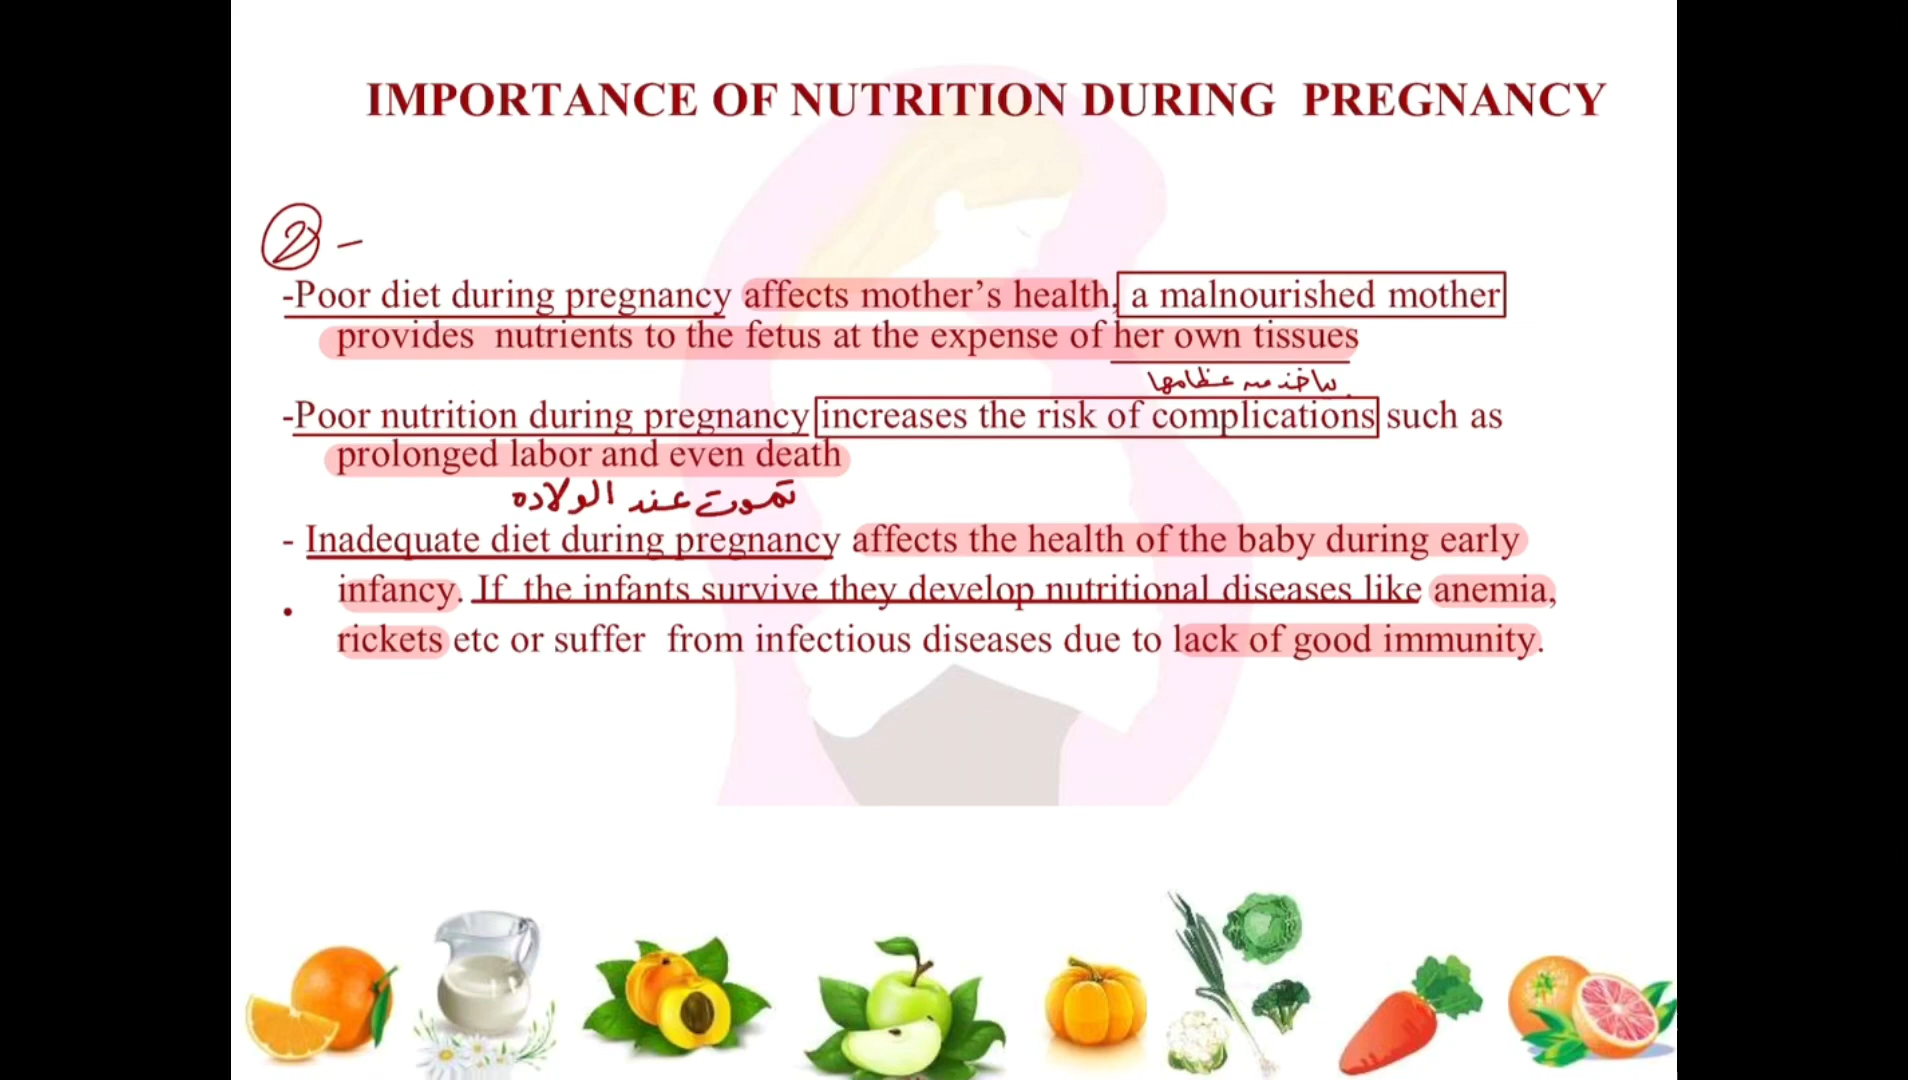 IMPORTANCE OF NUTRITION DURING PREGNANCY
2 -
-Poor diet during pregnancy affects mother's health, a malnourished mother
provides nutrients to the fetus at the expense of her own tissues
بياخذ من عظامها
-Poor nutrition during pregnancy increases the risk of complications such as
prolonged labor and even death
تموت عند الولاده
- Inadequate diet during pregnancy affects the health of the baby during early
infancy. If the infants survive they develop nutritional diseases like anemia,
• rickets etc or suffer from infectious diseases due to lack of good immunity.